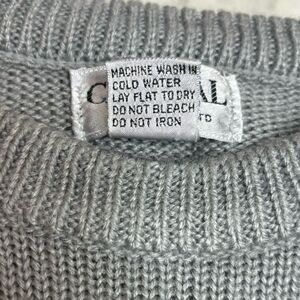 MACHINE WASH IN
COLD WATER
LAY FLAT TO DRY
DO NOT BLEACH
DO NOT IRON